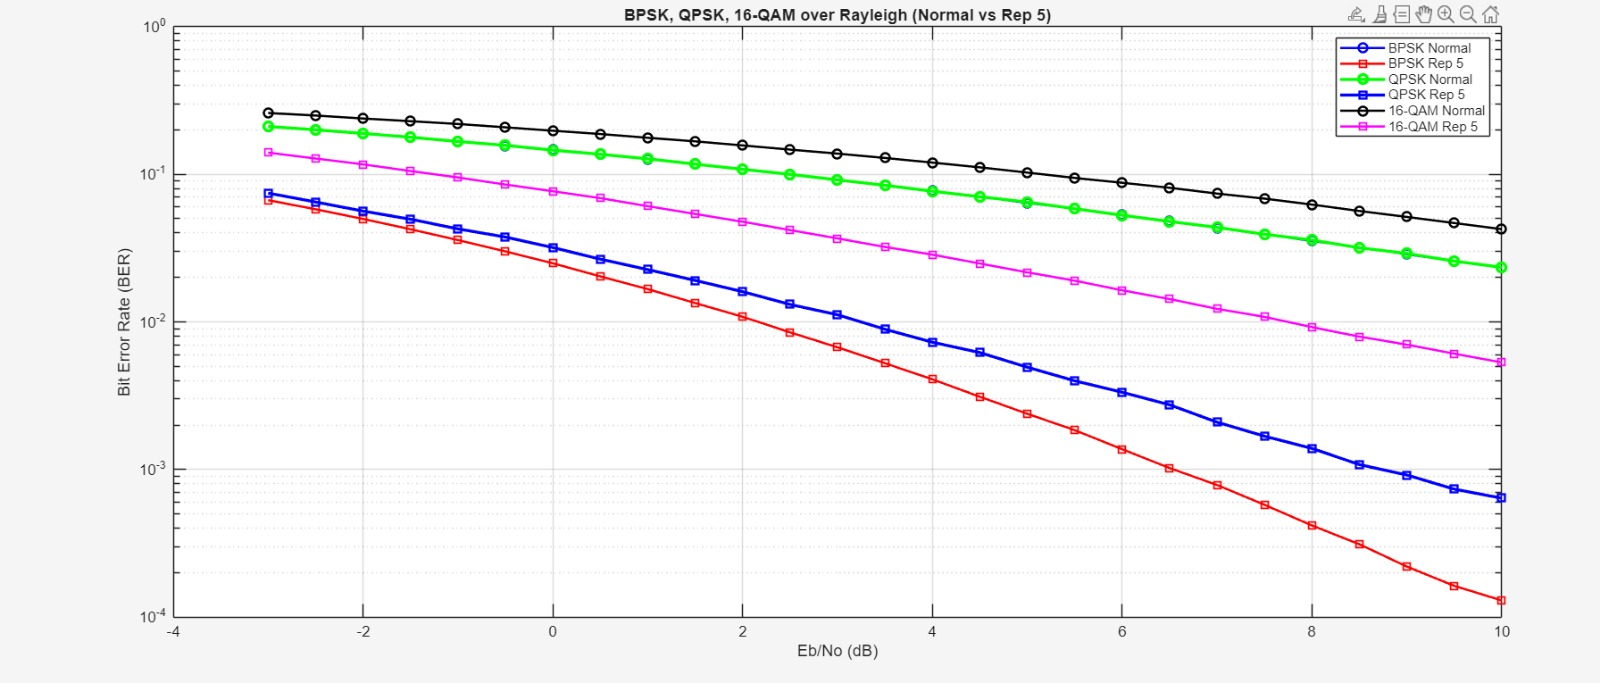 BPSK, QPSK, 16-QAM over Rayleigh (Normal vs Rep 5)
10^0
10^-1
10^-2
10^-3
10^-4
Bit Error Rate (BER)
BPSK Normal
BPSK Rep 5
QPSK Normal
QPSK Rep 5
16-QAM Normal
16-QAM Rep 5
-4 -2 0 2 4 6 8 10
Eb/No (dB)